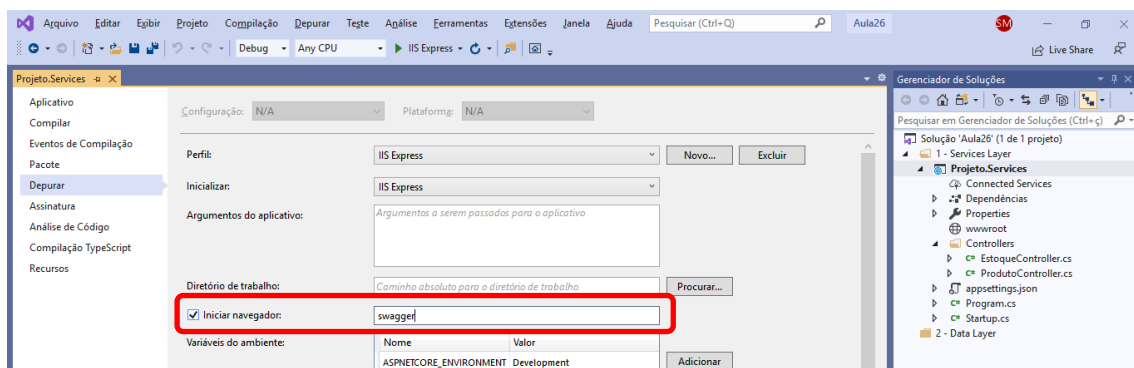 Arquivo Editar Exibir Projeto Compilação Depurar Teste Análise Ferramentas Extensões Janela Ajuda Pesquisar (Ctrl+Q) Aula26 SM
Debug Any CPU IIS Express Live Share
Projeto.Services
Aplicativo
Compilar
Eventos de Compilação
Pacote
Depurar
Assinatura
Análise de Código
Compilação TypeScript
Recursos
Configuração: N/A Plataforma: N/A
Perfil: IIS Express Novo... Excluir
Inicializar: IIS Express
Argumentos do aplicativo: Argumentos a serem passados para o aplicativo
Diretório de trabalho: Caminho absoluto para o diretório de trabalho Procurar...
Iniciar navegador: swagger
Variáveis do ambiente: Nome Valor
ASPNETCORE_ENVIRONMENT Development Adicionar
Gerenciador de Soluções
Pesquisar em Gerenciador de Soluções (Ctrl+ç)
Solução 'Aula26' (1 de 1 projeto)
1 - Services Layer
Projeto.Services
Connected Services
Dependências
Properties
wwwroot
Controllers
C# EstoqueController.cs
C# ProdutoController.cs
appsettings.json
C# Program.cs
C# Startup.cs
2 - Data Layer